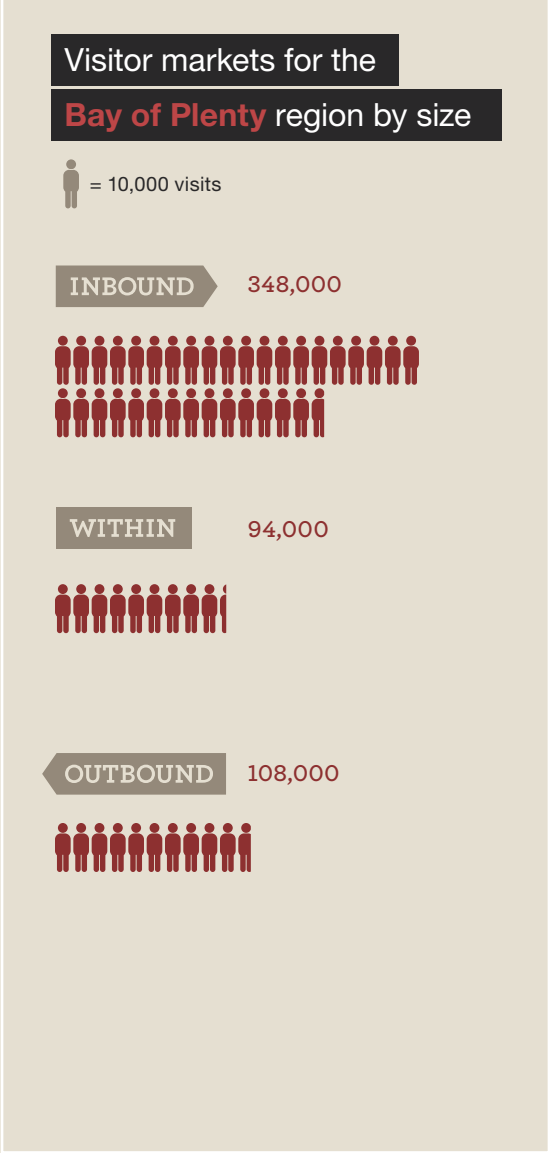 Visitor markets for the
Bay of Plenty region by size
= 10,000 visits
INBOUND 348,000
WITHIN 94,000
OUTBOUND 108,000